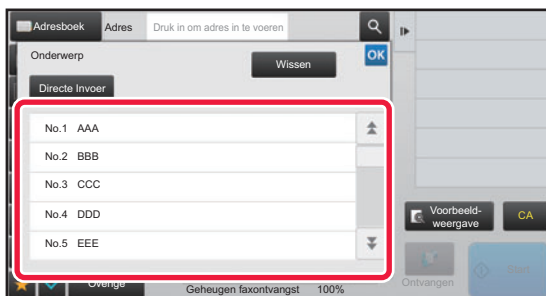 Adresboek Adres Druk in om adres in te voeren
Onderwerp Wissen OK
Directe Invoer
No.1 AAA
No.2 BBB
No.3 CCC
No.4 DDD
No.5 EEE
Voorbeeld-
weergave
CA
Overige Geheugen faxontvangst 100%
Ontvangen Start